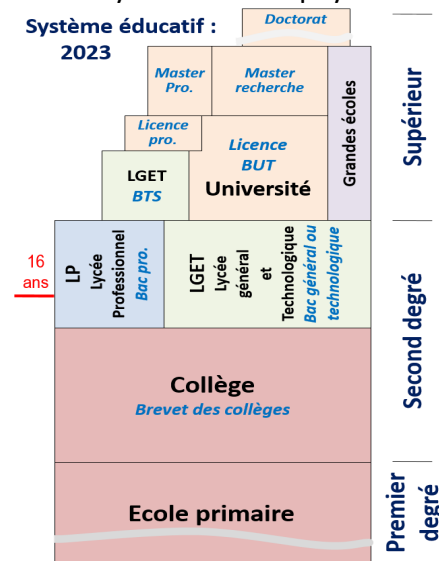 Système éducatif :
2023
Doctorat
Master
Pro.
Master
recherche
Grandes écoles
Licence
pro.
Licence
BUT
Université
LGET
BTS
Supérieur
16
ans
LP
Lycée
Professionnel
Bac pro.
LGET
Lycée
général
et
Technologique
Bac général ou
technologique
Second degré
Collège
Brevet des collèges
Ecole primaire
Premier
degré